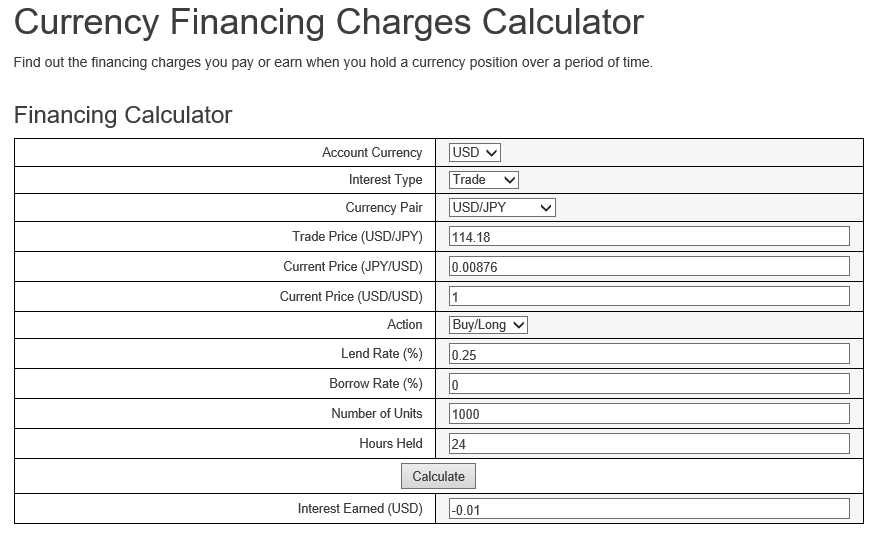 Currency Financing Charges Calculator
Find out the financing charges you pay or earn when you hold a currency position over a period of time.
Financing Calculator
Account Currency USD
Interest Type Trade
Currency Pair USD/JPY
Trade Price (USD/JPY) 114.18
Current Price (JPY/USD) 0.00876
Current Price (USD/USD) 1
Action Buy/Long
Lend Rate (%) 0.25
Borrow Rate (%) 0
Number of Units 1000
Hours Held 24
Calculate
Interest Earned (USD) -0.01